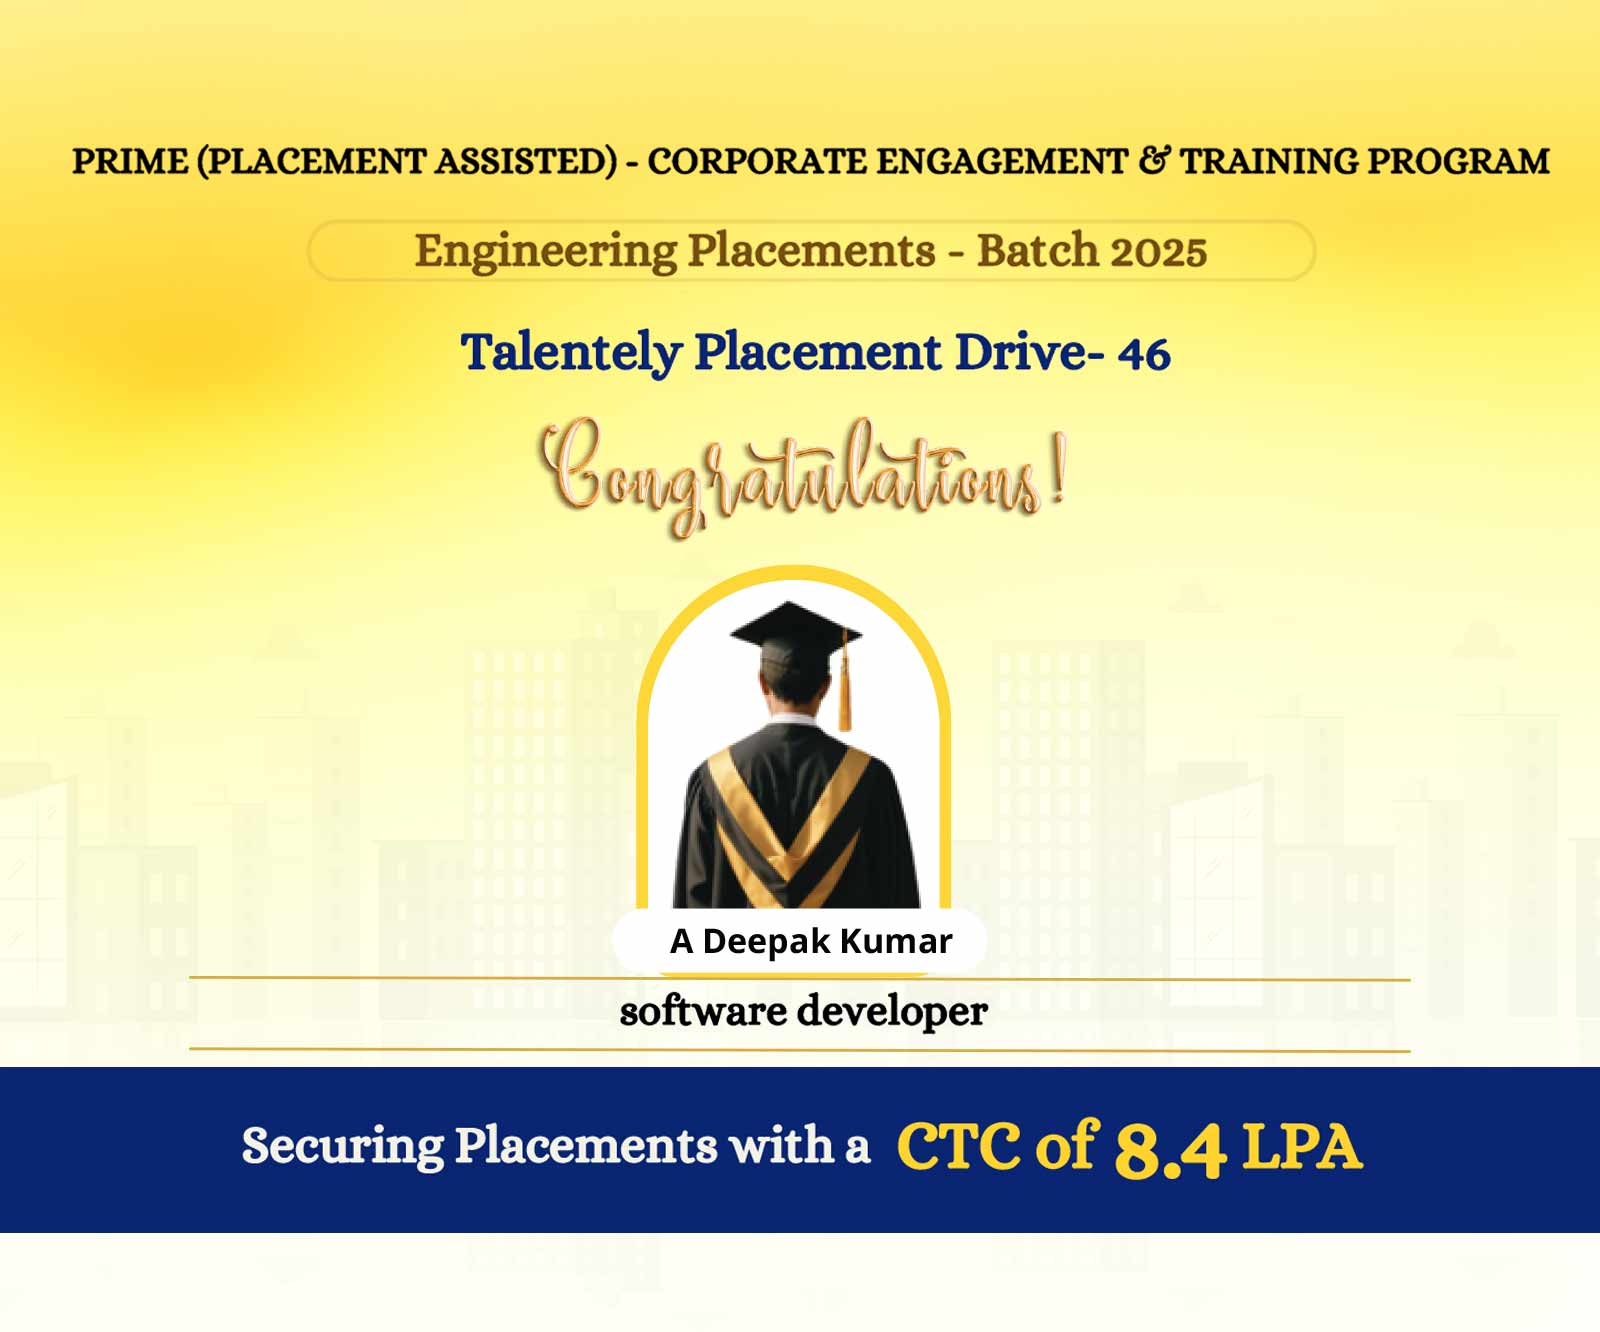 PRIME (PLACEMENT ASSISTED) - CORPORATE ENGAGEMENT & TRAINING PROGRAM
Engineering Placements - Batch 2025
Talentely Placement Drive- 46
Congratulations!
A Deepak Kumar
software developer
Securing Placements with a CTC of 8.4 LPA